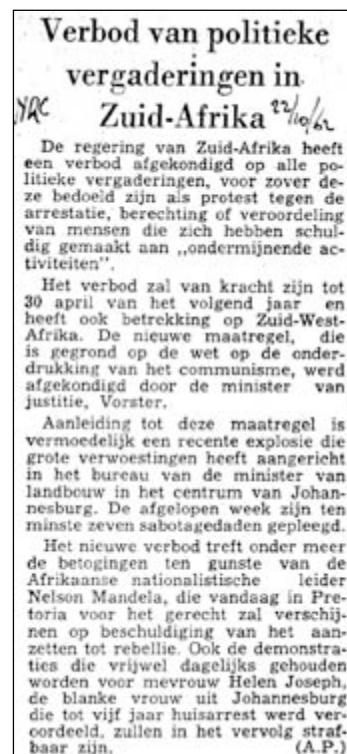 Verbod van politieke
vergaderingen in
NRC Zuid-Afrika 22/10/62
De regering van Zuid-Afrika heeft
een verbod afgekondigd op alle po-
litieke vergaderingen, voor zover de-
ze bedoeld zijn als protest tegen de
arrestatie, berechting of veroordeling
van mensen die zich hebben schul-
dig gemaakt aan „ondermijnende ac-
tiviteiten”.
Het verbod zal van kracht zijn tot
30 april van het volgend jaar en
heeft ook betrekking op Zuid-West-
Afrika. De nieuwe maatregel, die
is gegrond op de wet op de onder-
drukking van het communisme, werd
afgekondigd door de minister van
justitie, Vorster.
Aanleiding tot deze maatregel is
vermoedelijk een recente explosie die
grote verwoestingen heeft aangericht
in het bureau van de minister van
landbouw in het centrum van Johan-
nesburg. De afgelopen week zijn ten
minste zeven sabotagedaden gepleegd.
Het nieuwe verbod treft onder meer
de betogingen ten gunste van de
Afrikaanse nationalistische leider
Nelson Mandela, die vandaag in Pre-
toria voor het gerecht zal verschij-
nen op beschuldiging van het aan-
zetten tot rebellie. Ook de demonstra-
ties die vrijwel dagelijks gehouden
worden voor mevrouw Helen Joseph,
de blanke vrouw uit Johannesburg
die tot vijf jaar huisarrest werd ver-
oordeeld, zullen in het vervolg straf-
baar zijn. (A.P.)